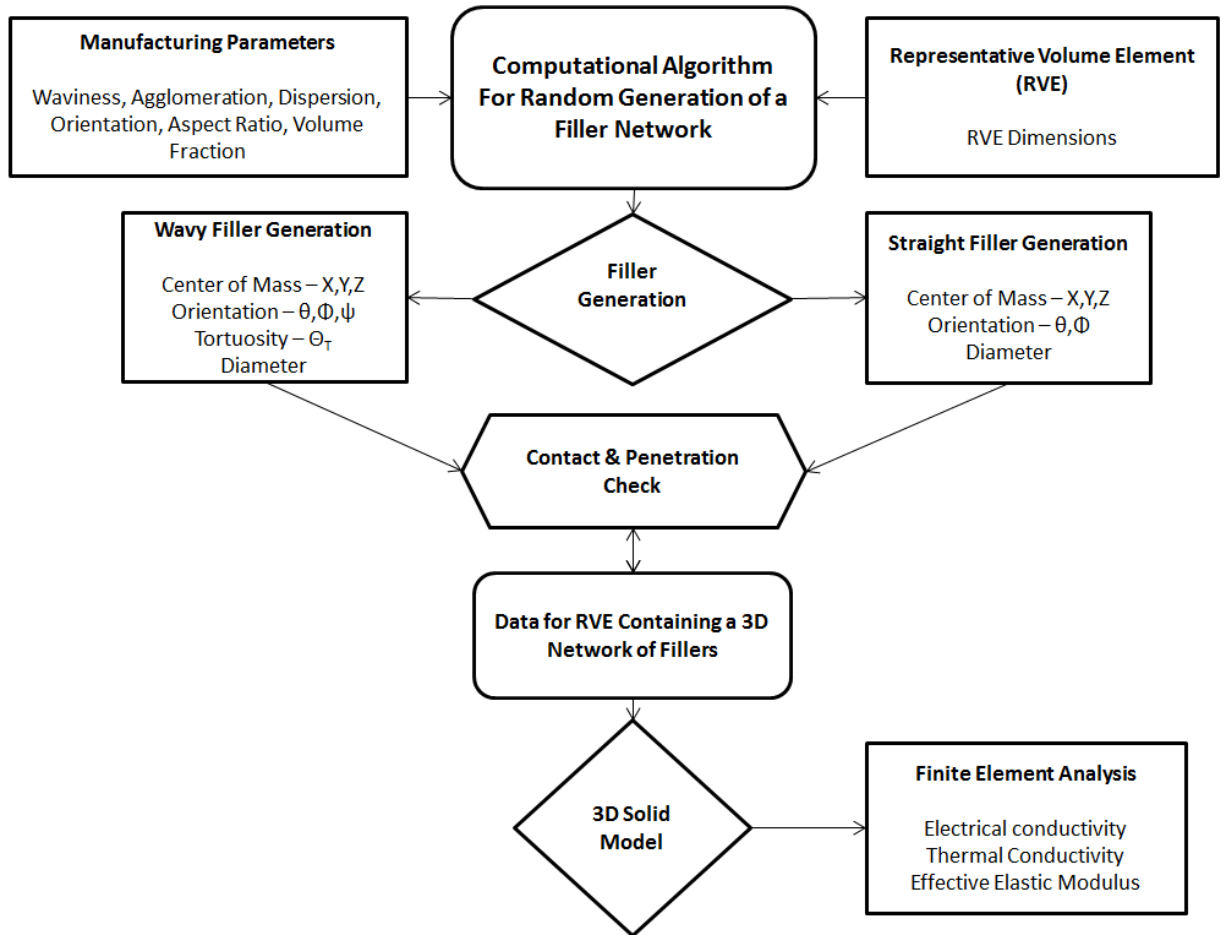 Manufacturing Parameters
Waviness, Agglomeration, Dispersion,
Orientation, Aspect Ratio, Volume
Fraction
Computational Algorithm
For Random Generation of a
Filler Network
Representative Volume Element
(RVE)
RVE Dimensions
Wavy Filler Generation
Center of Mass – X,Y,Z
Orientation – θ,Φ,ψ
Tortuosity – Θ_T
Diameter
Filler
Generation
Straight Filler Generation
Center of Mass – X,Y,Z
Orientation – θ,Φ
Diameter
Contact & Penetration
Check
Data for RVE Containing a 3D
Network of Fillers
3D Solid
Model
Finite Element Analysis
Electrical conductivity
Thermal Conductivity
Effective Elastic Modulus